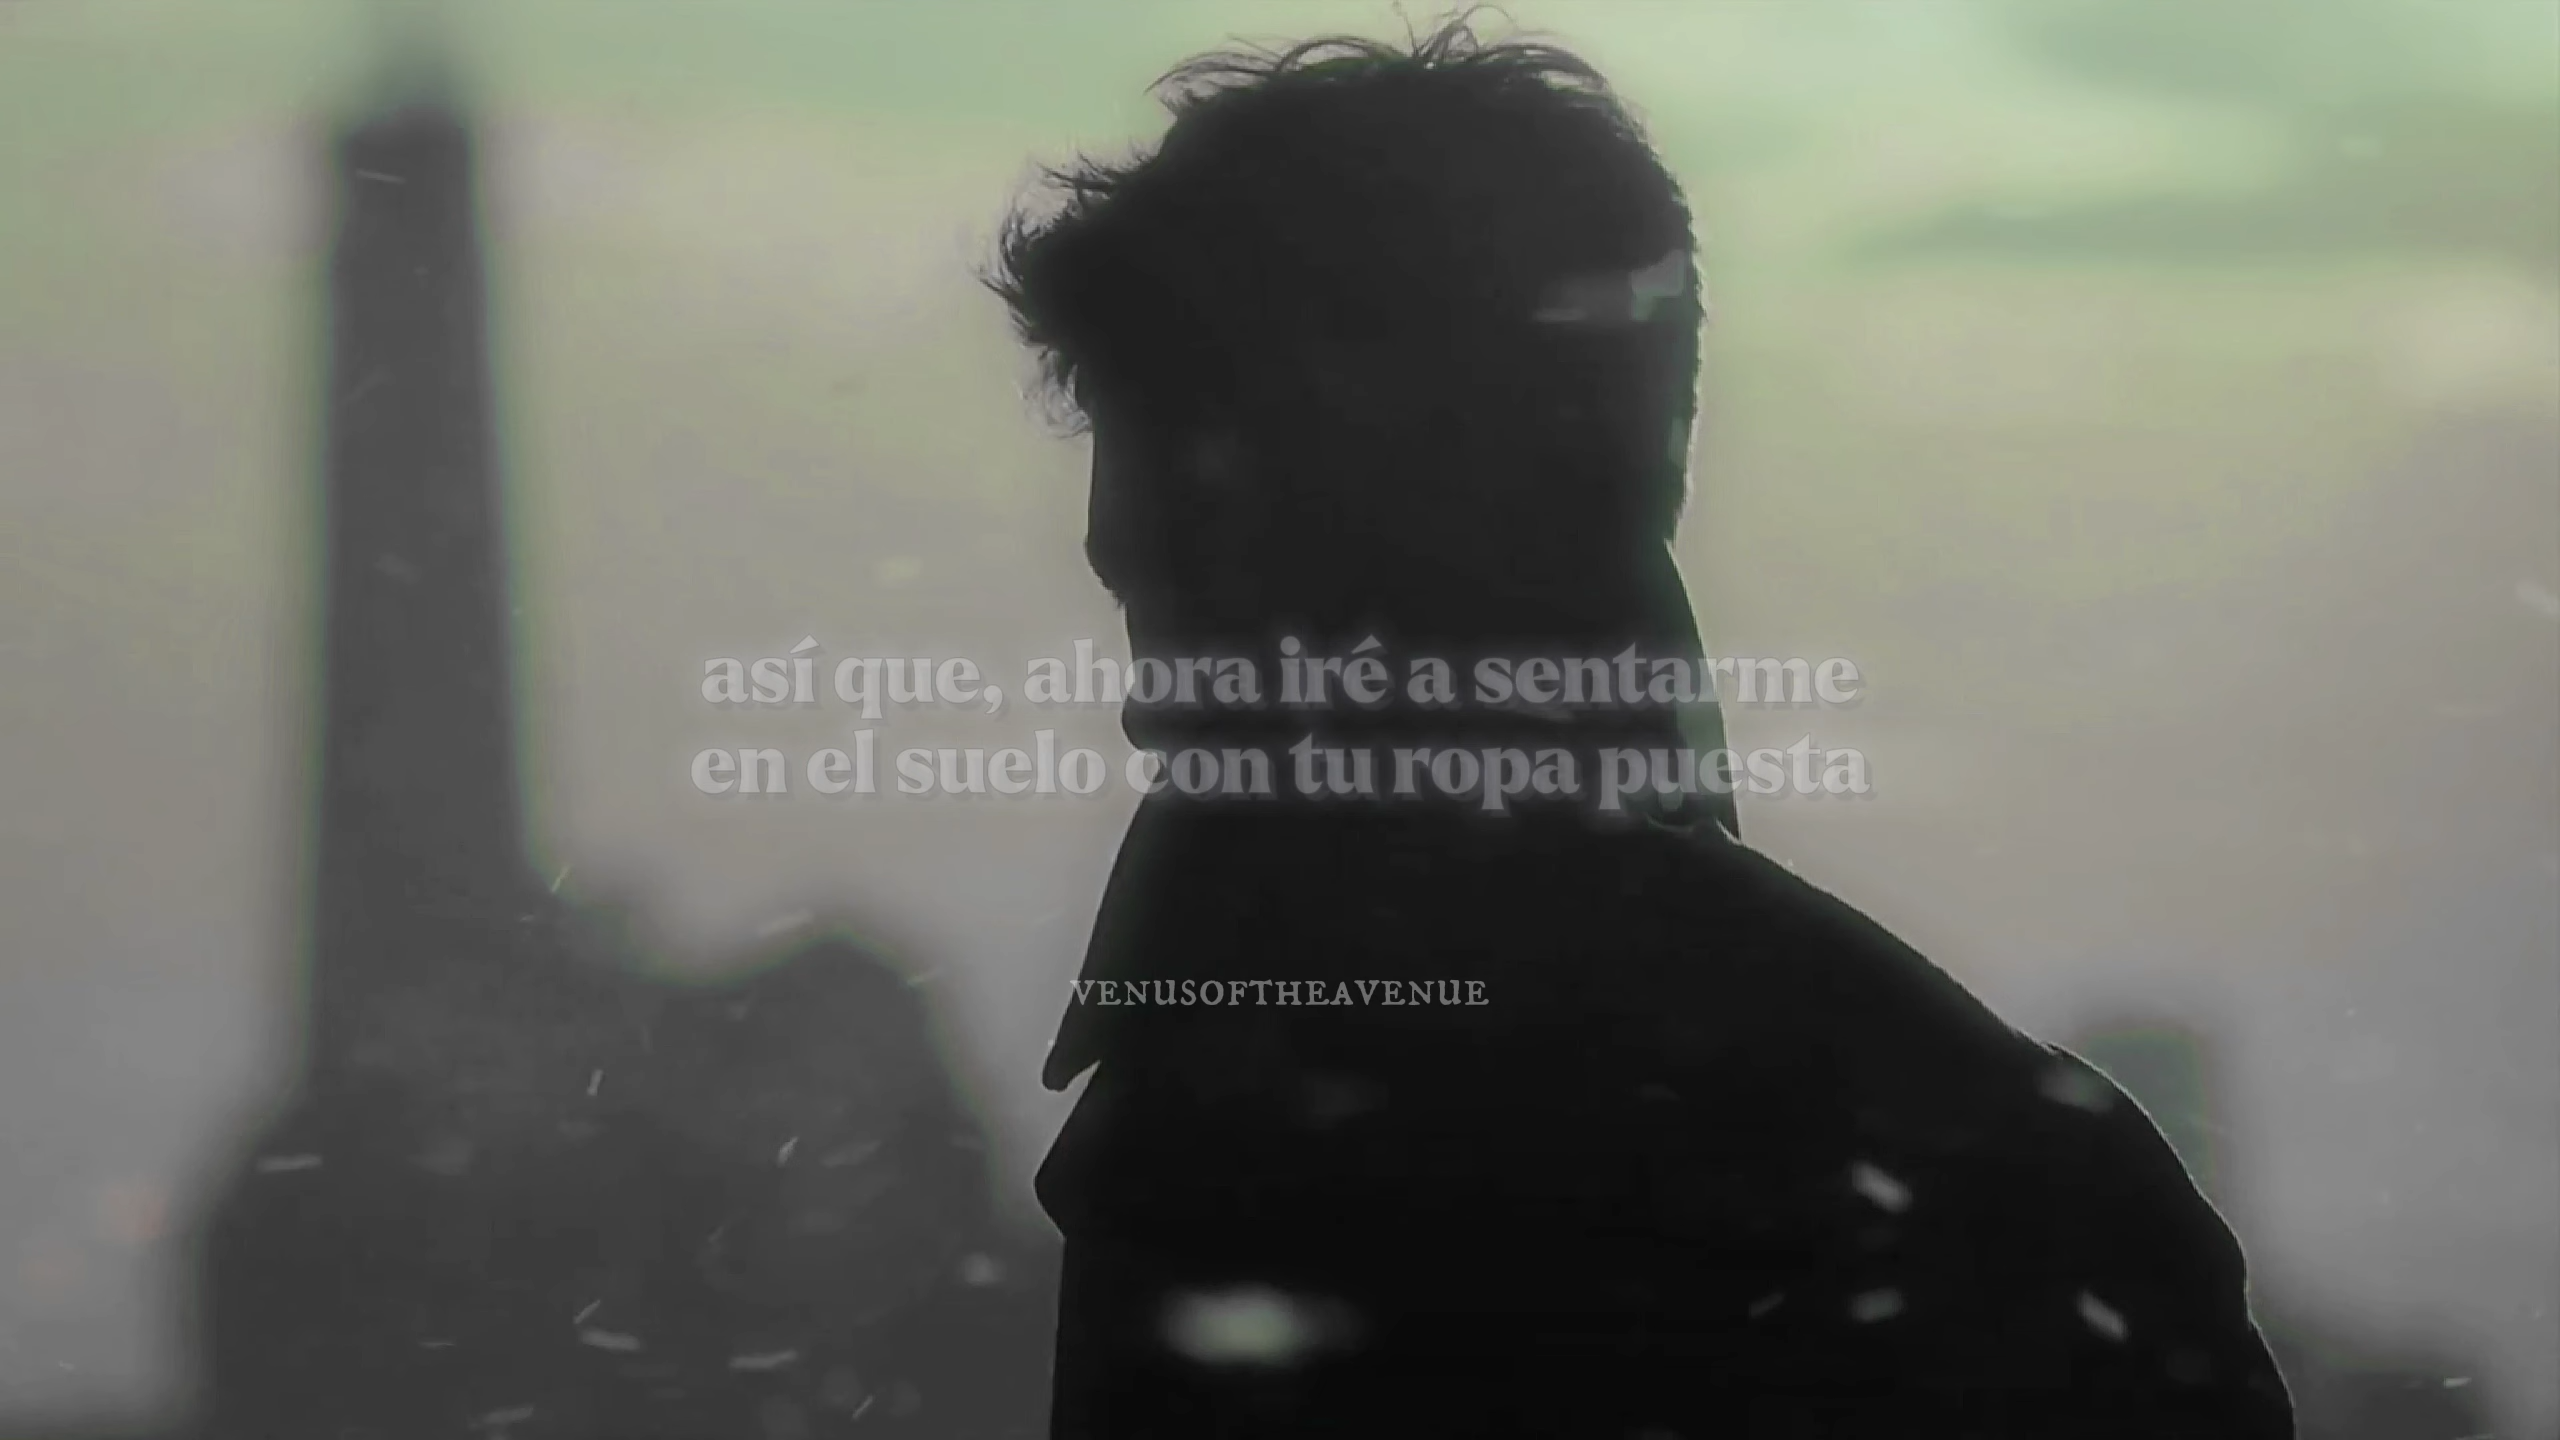 así que, ahora iré a sentarme
en el suelo con tu ropa puesta
VENUSOFTHEAVENUE